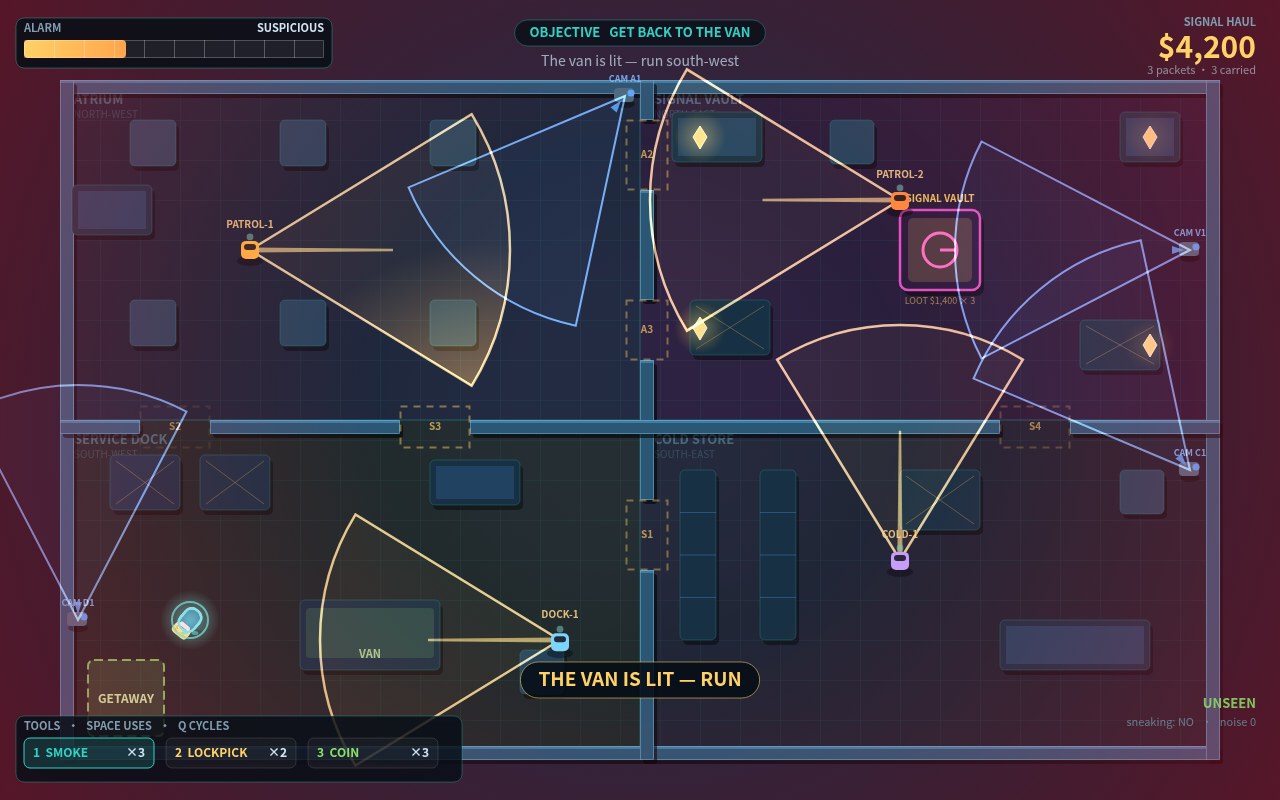 ALARM SUSPICIOUS
OBJECTIVE GET BACK TO THE VAN
The van is lit — run south-west
SIGNAL HAUL
$4,200
3 packets • 3 carried
CAM A1
ATRIUM
NORTH-WEST
SIGNAL VAULT
A2
PATROL-1
PATROL-2
SIGNAL VAULT
CAM V1
LOOT $1,400 × 3
A3
S2
S3
S4
SERVICE DOCK
SOUTH-WEST
COLD STORE
SOUTH-EAST
CAM C1
S1
COLD-1
CAM D1
DOCK-1
VAN
THE VAN IS LIT — RUN
GETAWAY
UNSEEN
sneaking: NO • noise 0
TOOLS • SPACE USES • Q CYCLES
1 SMOKE ×3
2 LOCKPICK ×2
3 COIN ×3